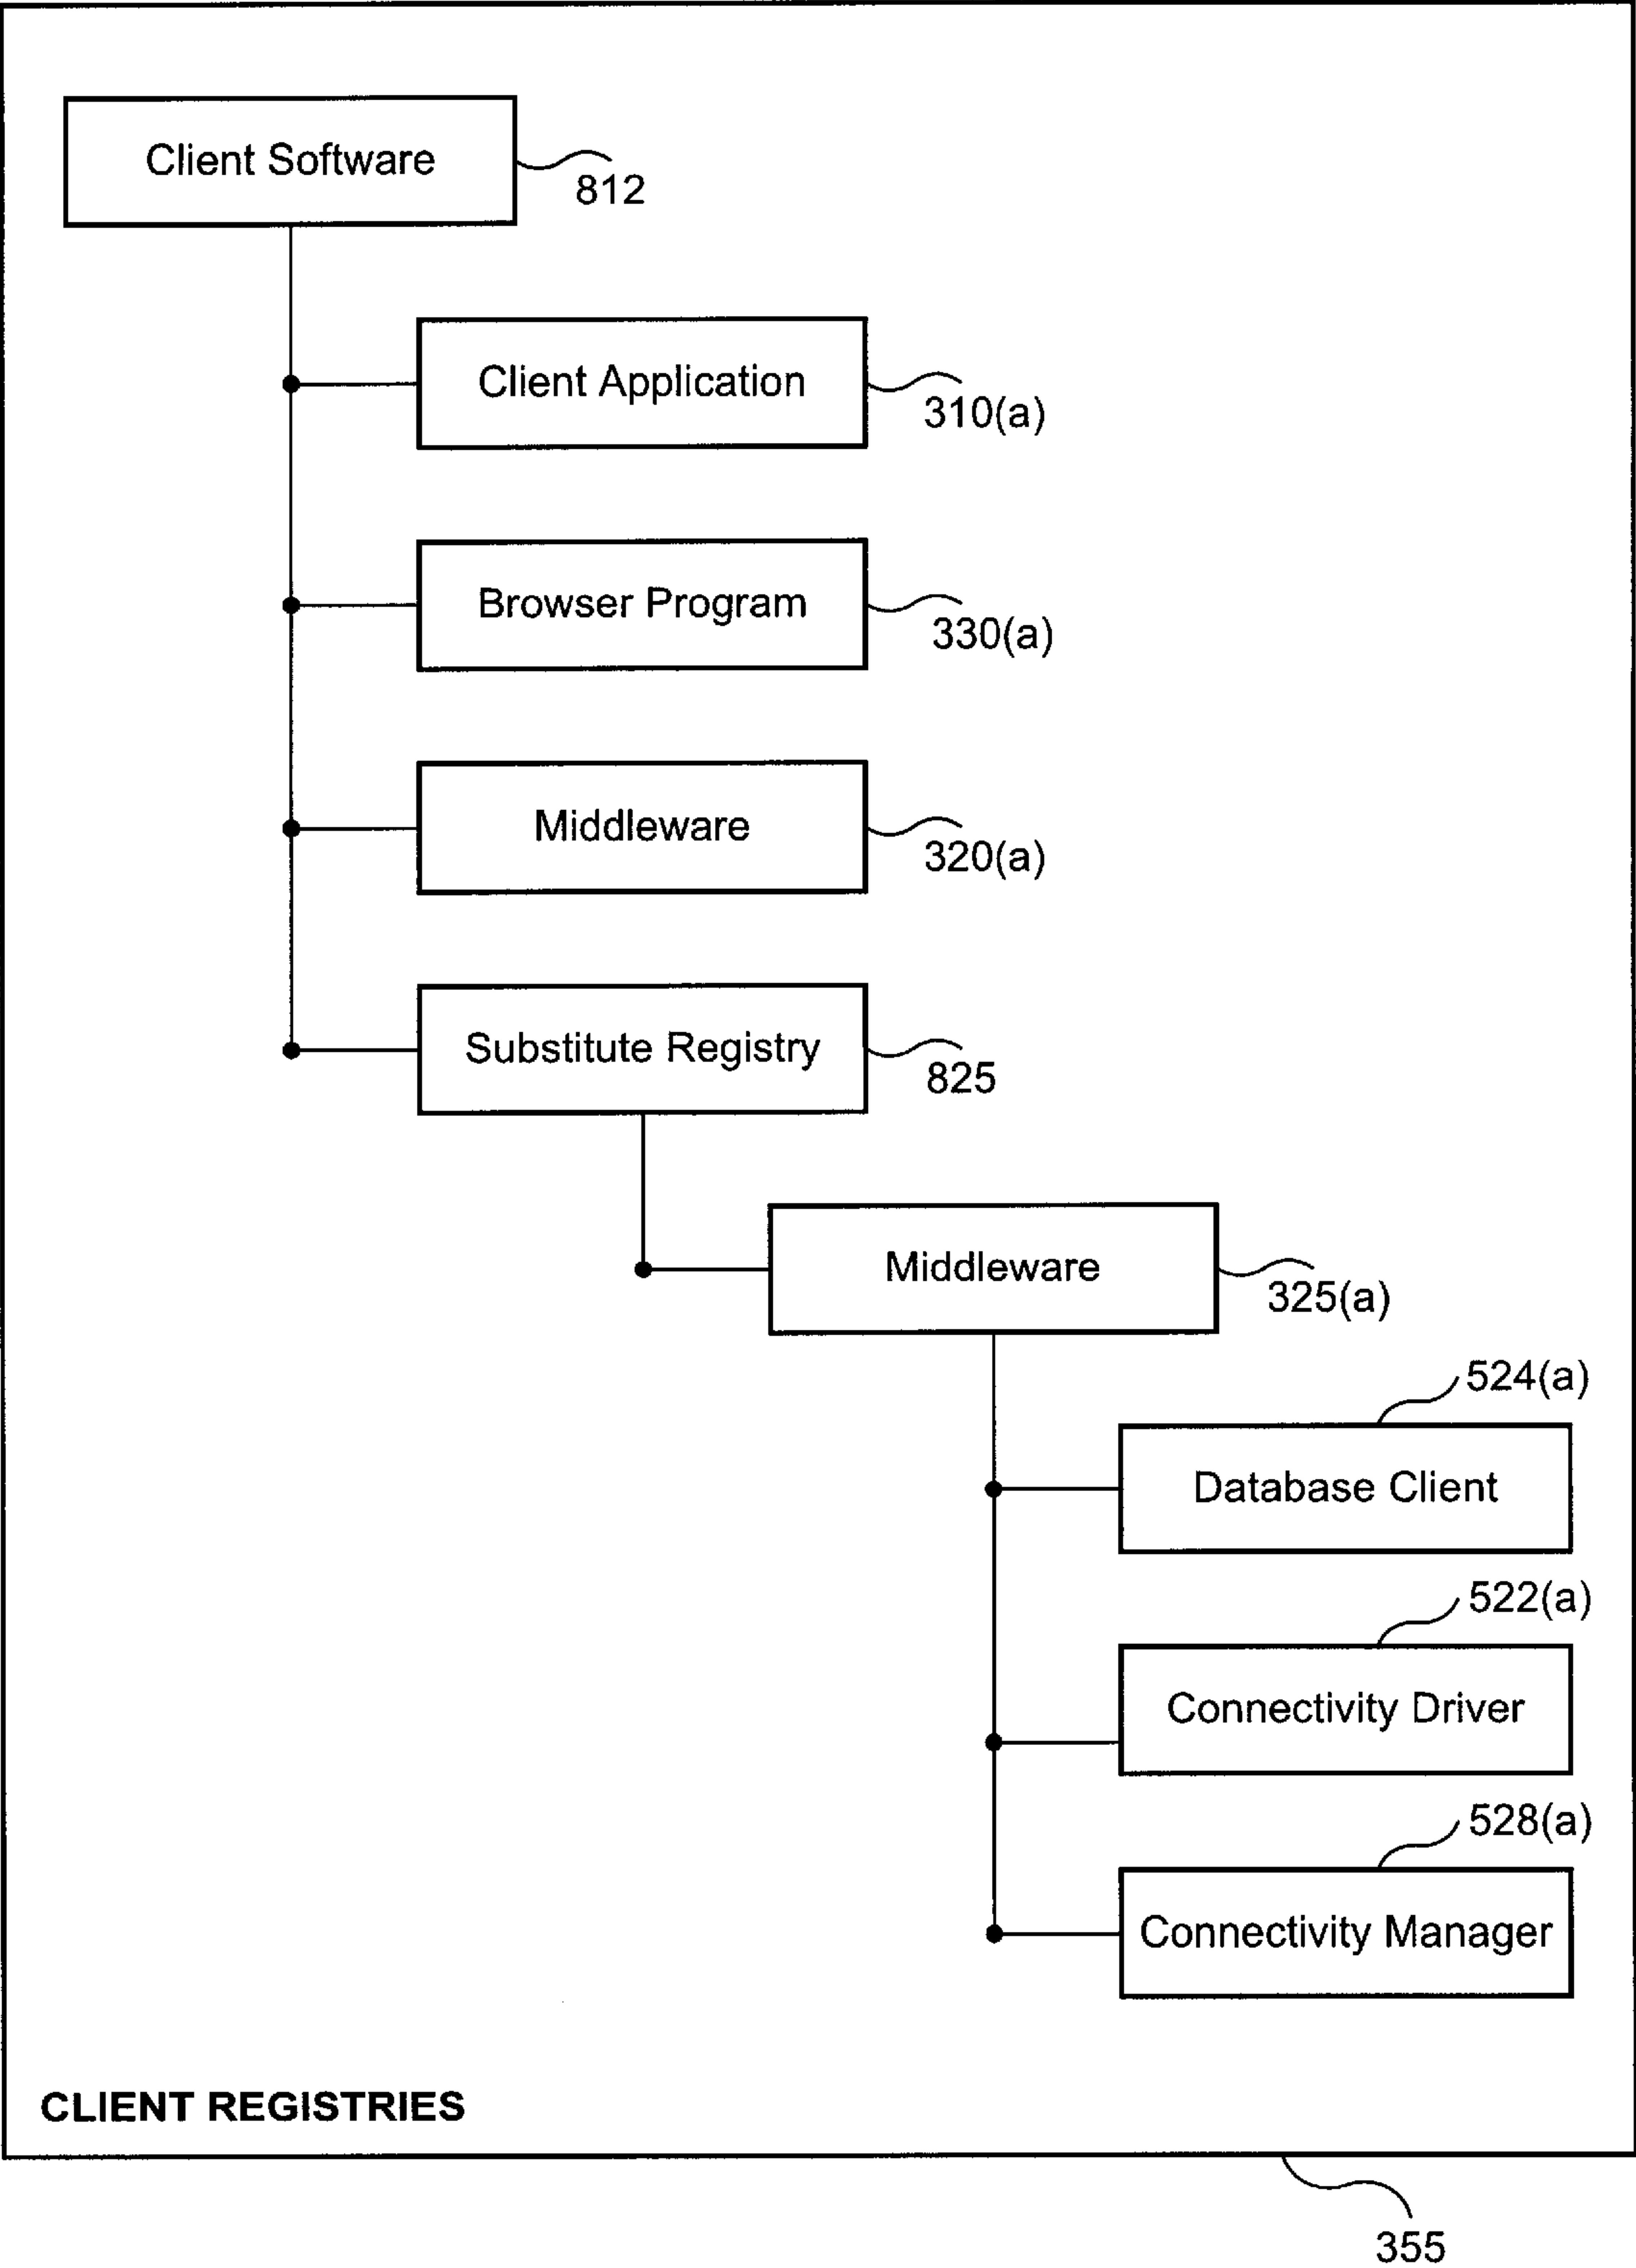 Client Software
812
Client Application
310(a)
Browser Program
330(a)
Middleware
320(a)
Substitute Registry
825
Middleware
325(a)
524(a)
Database Client
522(a)
Connectivity Driver
528(a)
Connectivity Manager
CLIENT REGISTRIES
355